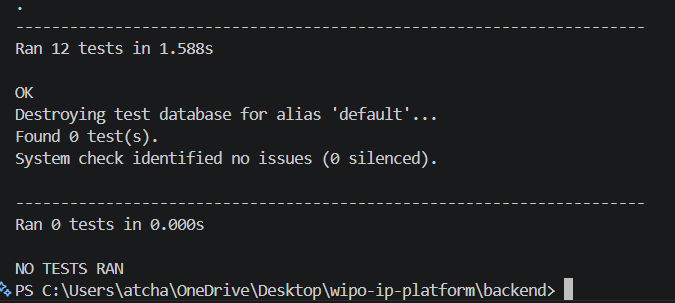 .
----------------------------------------------------------------------
Ran 12 tests in 1.588s
OK
Destroying test database for alias 'default'...
Found 0 test(s).
System check identified no issues (0 silenced).
----------------------------------------------------------------------
Ran 0 tests in 0.000s
NO TESTS RAN
PS C:\Users\atcha\OneDrive\Desktop\wipo-ip-platform\backend>